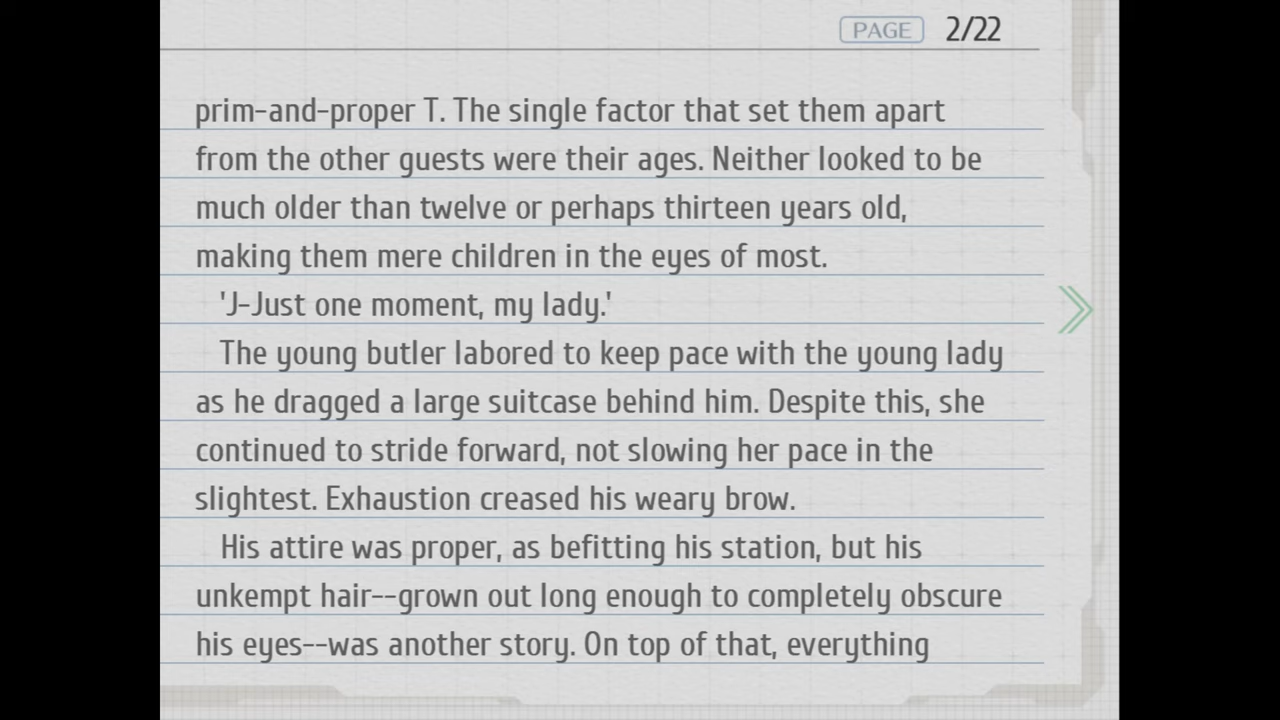 PAGE 2/22
prim-and-proper T. The single factor that set them apart
from the other guests were their ages. Neither looked to be
much older than twelve or perhaps thirteen years old,
making them mere children in the eyes of most.
'J-Just one moment, my lady.'
The young butler labored to keep pace with the young lady
as he dragged a large suitcase behind him. Despite this, she
continued to stride forward, not slowing her pace in the
slightest. Exhaustion creased his weary brow.
His attire was proper, as befitting his station, but his
unkempt hair--grown out long enough to completely obscure
his eyes--was another story. On top of that, everything